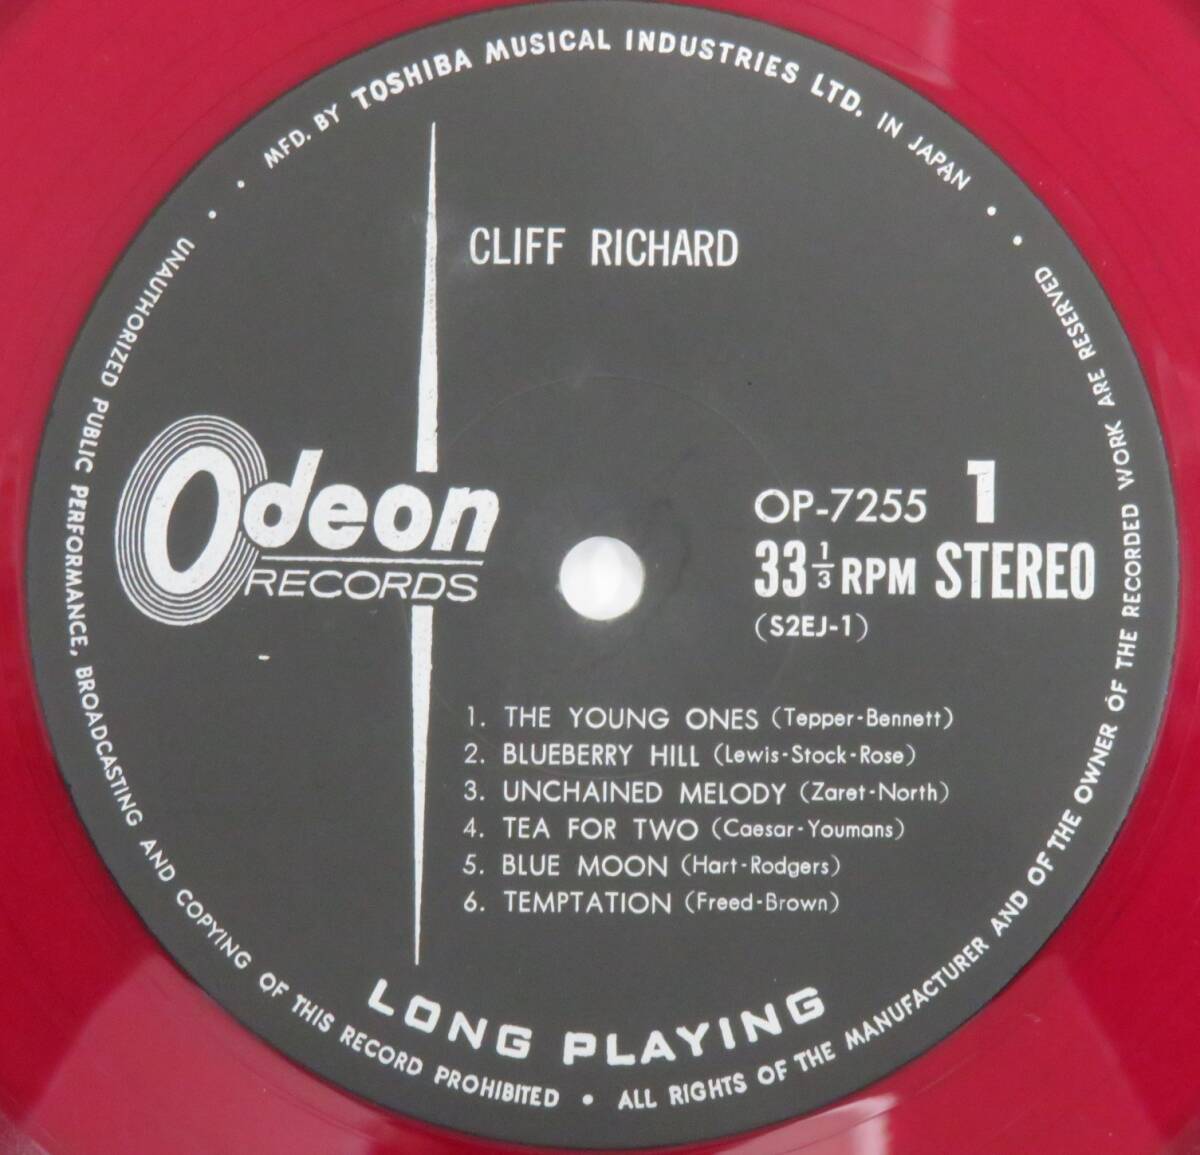 MFD. BY TOSHIBA MUSICAL INDUSTRIES LTD. IN JAPAN
CLIFF RICHARD
Odeon
RECORDS
OP-7255 1
33 1/3 RPM STEREO
(S2EJ-1)
1. THE YOUNG ONES (Tepper-Bennett)
2. BLUEBERRY HILL (Lewis-Stock-Rose)
3. UNCHAINED MELODY (Zaret-North)
4. TEA FOR TWO (Caesar-Youmans)
5. BLUE MOON (Hart-Rodgers)
6. TEMPTATION (Freed-Brown)
LONG PLAYING
UNAUTHORIZED PUBLIC PERFORMANCE, BROADCASTING AND COPYING OF THIS RECORD PROHIBITED • ALL RIGHTS OF THE MANUFACTURER AND OF THE OWNER OF THE RECORDED WORK ARE RESERVED